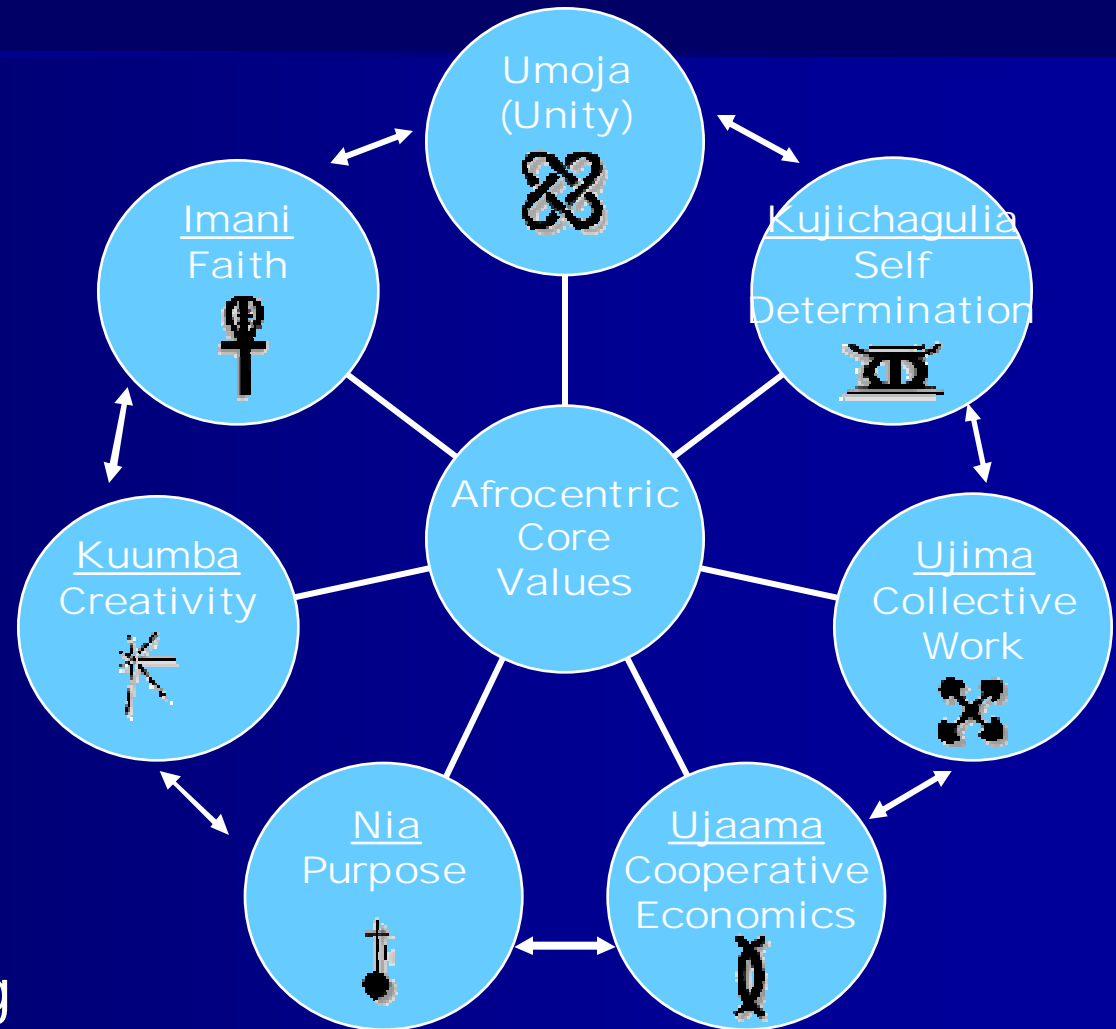 Umoja
(Unity)
Imani
Faith
Kujichagulia
Self
Determination
Afrocentric
Core
Values
Kuumba
Creativity
Ujima
Collective
Work
Nia
Purpose
Ujaama
Cooperative
Economics
g